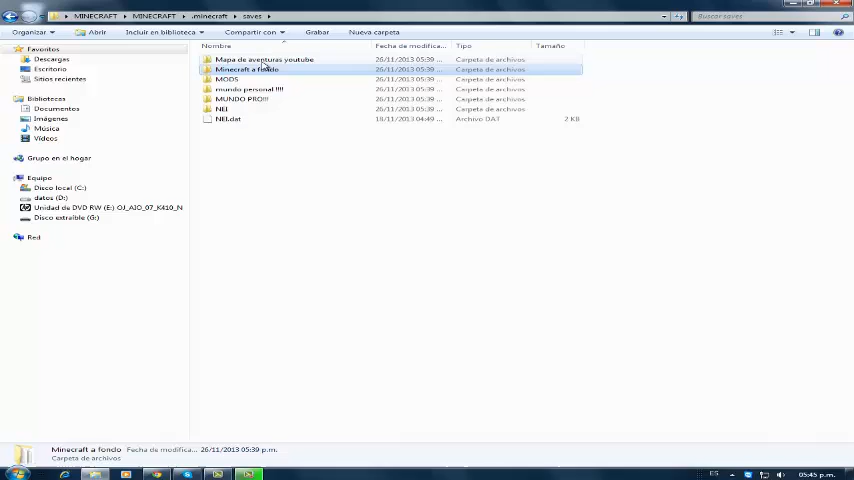 MINECRAFT › MINECRAFT › .minecraft › saves ›
Buscar saves
Organizar Abrir Incluir en biblioteca Compartir con Grabar Nueva carpeta
Favoritos
Descargas
Escritorio
Sitios recientes
Bibliotecas
Documentos
Imágenes
Música
Vídeos
Grupo en el hogar
Equipo
Disco local (C:)
datos (D:)
Unidad de DVD RW (E:) OJ_AIO_07_K410_N
Disco extraíble (G:)
Red
Nombre Fecha de modifica... Tipo Tamaño
Mapa de aventuras youtube 26/11/2013 05:39 ... Carpeta de archivos
Minecraft a fondo 26/11/2013 05:39 ... Carpeta de archivos
MODS 26/11/2013 05:39 ... Carpeta de archivos
mundo personal !!!! 26/11/2013 05:39 ... Carpeta de archivos
MUNDO PRO!!! 26/11/2013 05:39 ... Carpeta de archivos
NEI 26/11/2013 05:39 ... Carpeta de archivos
NEI.dat 18/11/2013 04:49 ... Archivo DAT 2 KB
Minecraft a fondo Fecha de modifica... 26/11/2013 05:39 p.m.
Carpeta de archivos
ES 05:45 p.m.